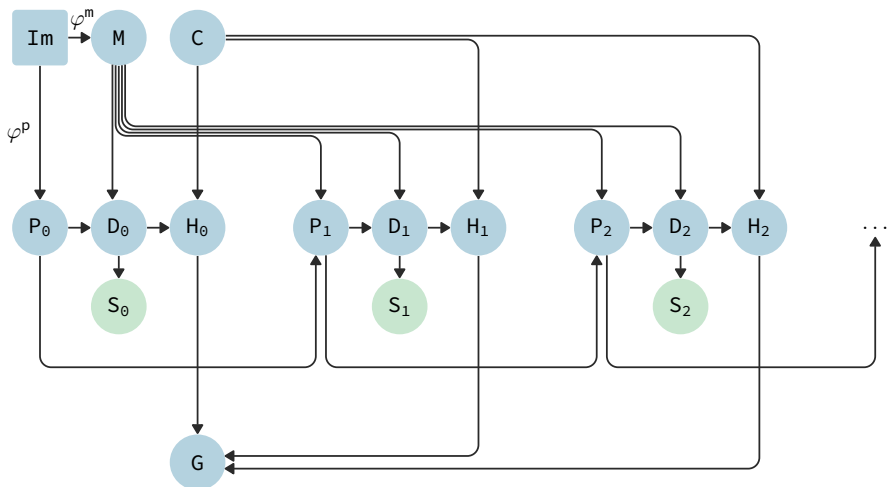 φᵐ
Im M C
φᵖ
P₀ D₀ H₀ P₁ D₁ H₁ P₂ D₂ H₂ ...
S₀ S₁ S₂
G